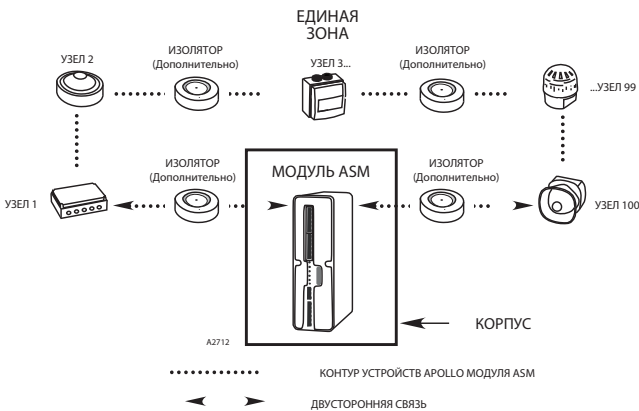 ЕДИНАЯ
ЗОНА
УЗЕЛ 2
ИЗОЛЯТОР
(Дополнительно)
УЗЕЛ 3...
ИЗОЛЯТОР
(Дополнительно)
...УЗЕЛ 99
УЗЕЛ 1
ИЗОЛЯТОР
(Дополнительно)
МОДУЛЬ ASM
ИЗОЛЯТОР
(Дополнительно)
УЗЕЛ 100
КОРПУС
A2712
КОНТУР УСТРОЙСТВ APOLLO МОДУЛЯ ASM
ДВУСТОРОННЯЯ СВЯЗЬ